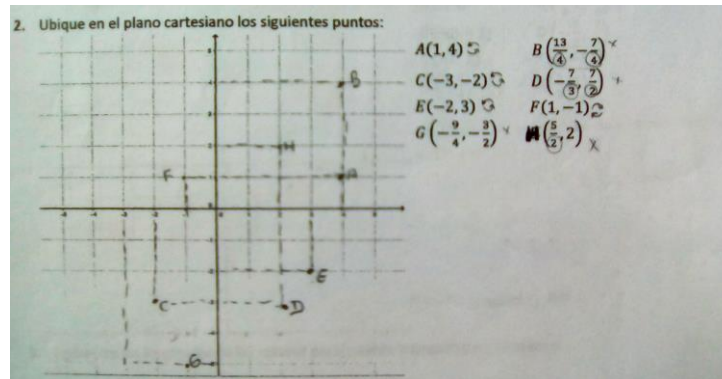 2. Ubique en el plano cartesiano los siguientes puntos:
A(1,4) B(13/4, -7/4)
C(-3,-2) D(-7/3, 7/2)
E(-2,3) F(1,-1)
G(-9/4, -3/2) (5/2, 2)
B
H
F A
E
C D
G